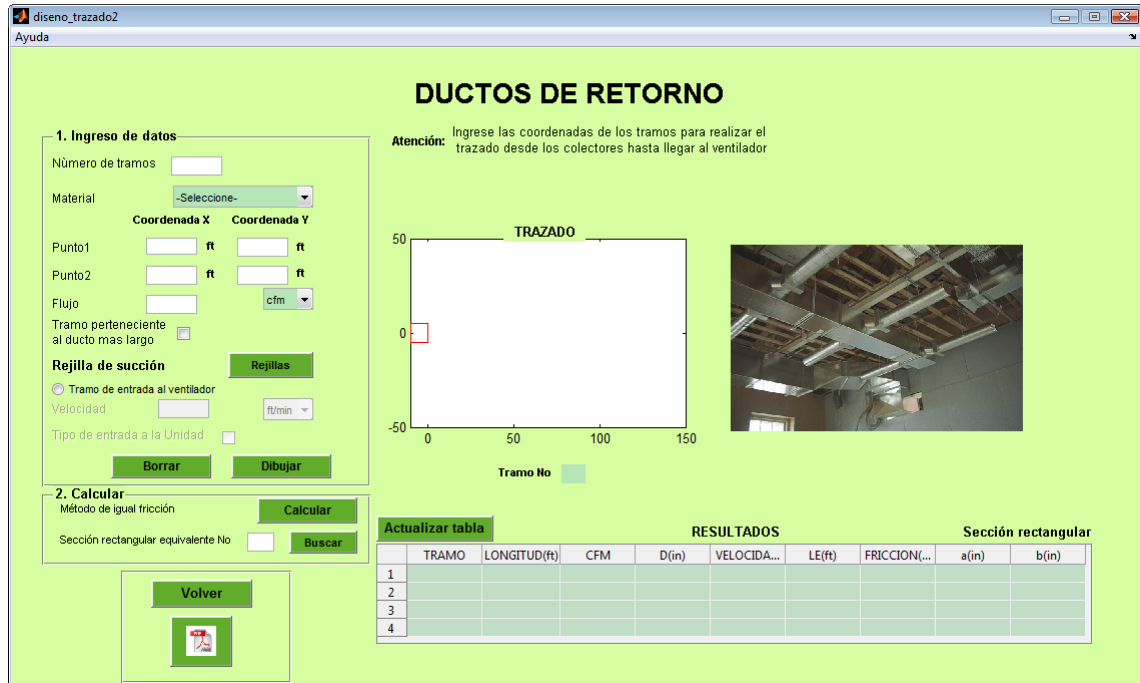 diseno_trazado2
Ayuda
DUCTOS DE RETORNO
Atención: Ingrese las coordenadas de los tramos para realizar el
trazado desde los colectores hasta llegar al ventilador
1. Ingreso de datos
Nùmero de tramos
Material -Seleccione-
Coordenada X Coordenada Y
Punto1 ft ft
Punto2 ft ft
Flujo cfm
Tramo perteneciente
al ducto mas largo
Rejilla de succión Rejillas
Tramo de entrada al ventilador
Velocidad ft/min
Tipo de entrada a la Unidad
Borrar Dibujar
2. Calcular
Método de igual fricción Calcular
Sección rectangular equivalente No Buscar
Volver
TRAZADO
50
0
-50
0 50 100 150
Tramo No
Actualizar tabla RESULTADOS Sección rectangular
TRAMO LONGITUD(ft) CFM D(in) VELOCIDA... LE(ft) FRICCION(... a(in) b(in)
1
2
3
4